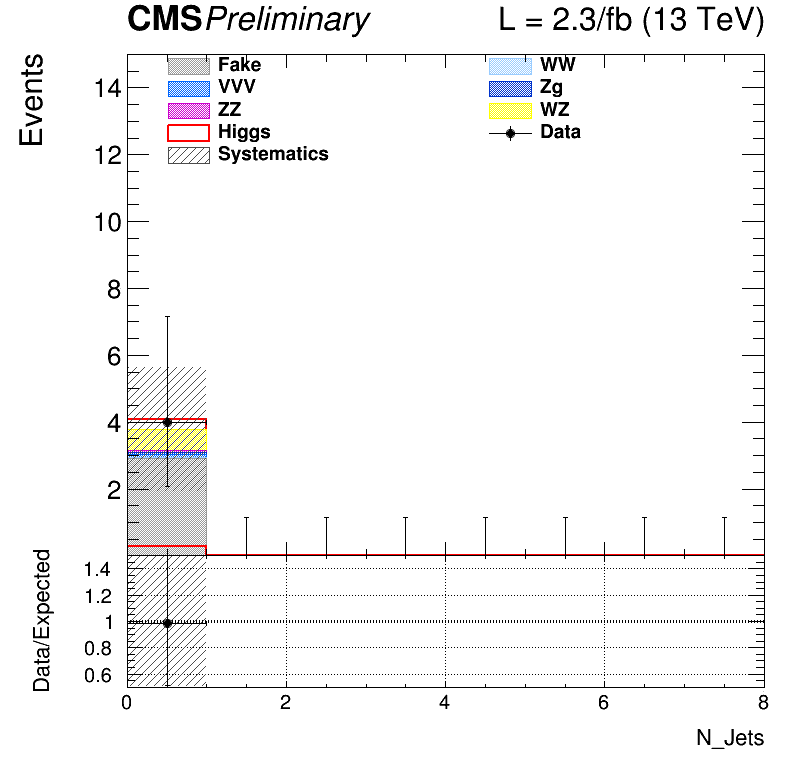 CMS Preliminary L = 2.3/fb (13 TeV)
Events
Fake WW
VVV Zg
ZZ WZ
Higgs Data
Systematics
14
12
10
8
6
4
2
Data/Expected
1.4
1.2
1
0.8
0.6
0 2 4 6 8
N_Jets